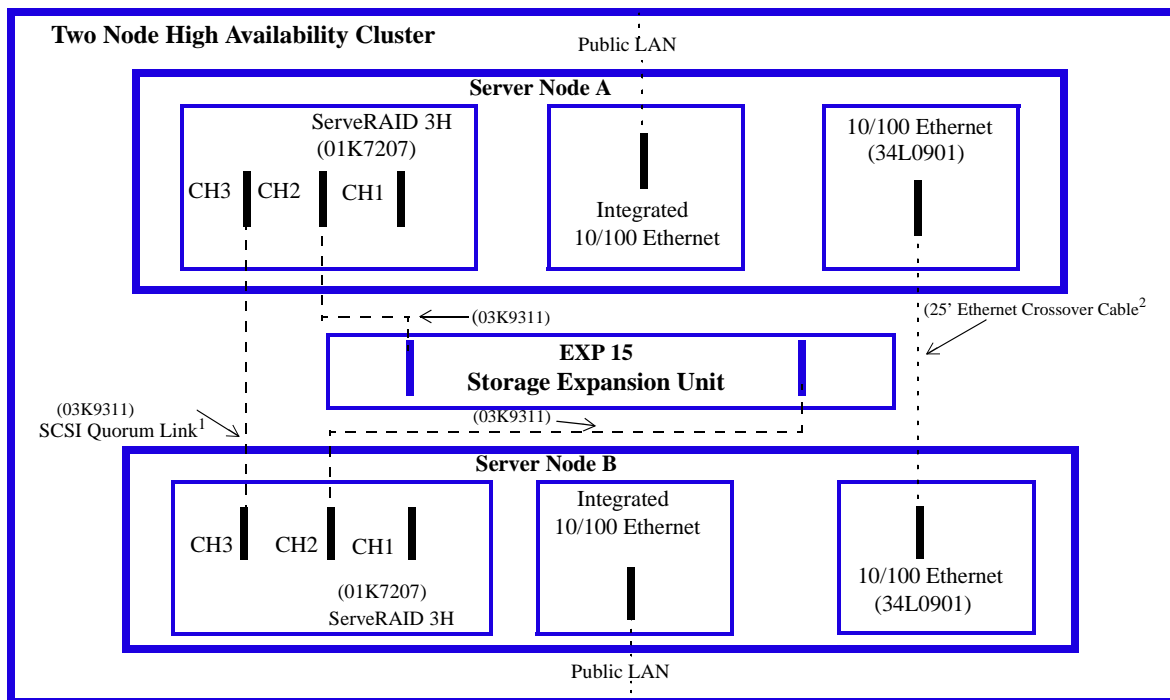 Two Node High Availability Cluster
Public LAN
Server Node A
ServeRAID 3H
(01K7207)
CH3
CH2
CH1
Integrated
10/100 Ethernet
10/100 Ethernet
(34L0901)
(03K9311)
(25' Ethernet Crossover Cable2
EXP 15
Storage Expansion Unit
(03K9311)
SCSI Quorum Link1
(03K9311)
Server Node B
CH3
CH2
CH1
(01K7207)
ServeRAID 3H
Integrated
10/100 Ethernet
10/100 Ethernet
(34L0901)
Public LAN